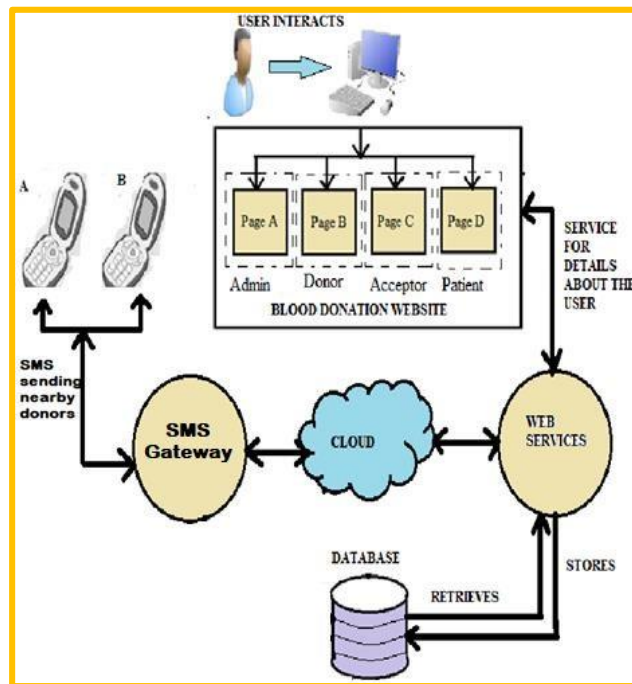 USER INTERACTS
A
B
Page A
Page B
Page C
Page D
Admin
Donor
Acceptor
Patient
BLOOD DONATION WEBSITE
SERVICE
FOR
DETAILS
ABOUT THE
USER
SMS
sending
nearby
donors
SMS
Gateway
CLOUD
WEB
SERVICES
DATABASE
RETRIEVES
STORES